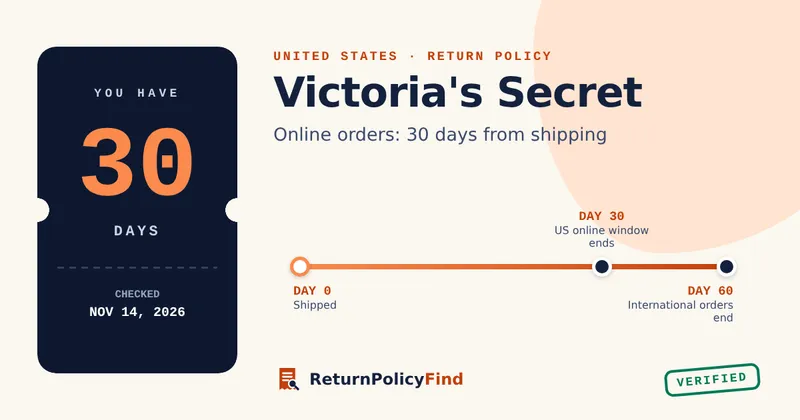 YOU HAVE
30
DAYS
CHECKED
NOV 14, 2026
UNITED STATES · RETURN POLICY
Victoria's Secret
Online orders: 30 days from shipping
DAY 30
US online window
ends
DAY 0
Shipped
DAY 60
International orders
end
ReturnPolicyFind
VERIFIED